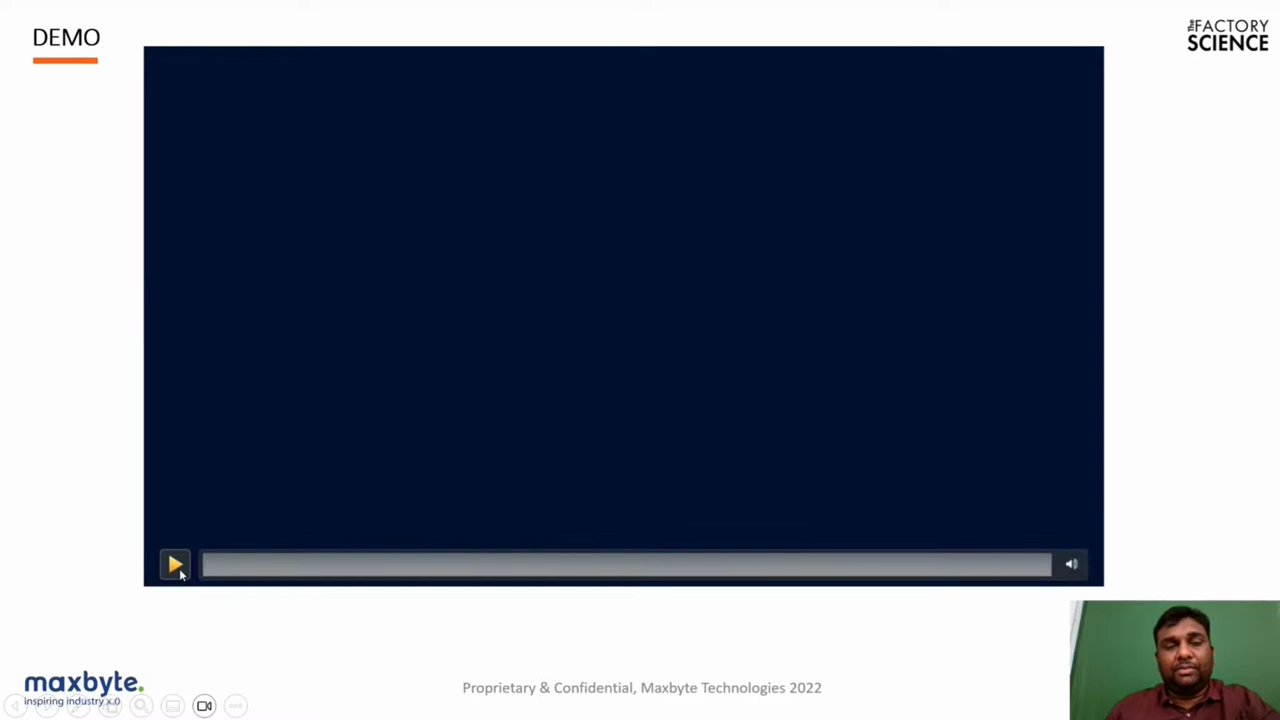 DEMO
The FACTORY
SCIENCE
maxbyte.
inspiring industry x.0
Proprietary & Confidential, Maxbyte Technologies 2022